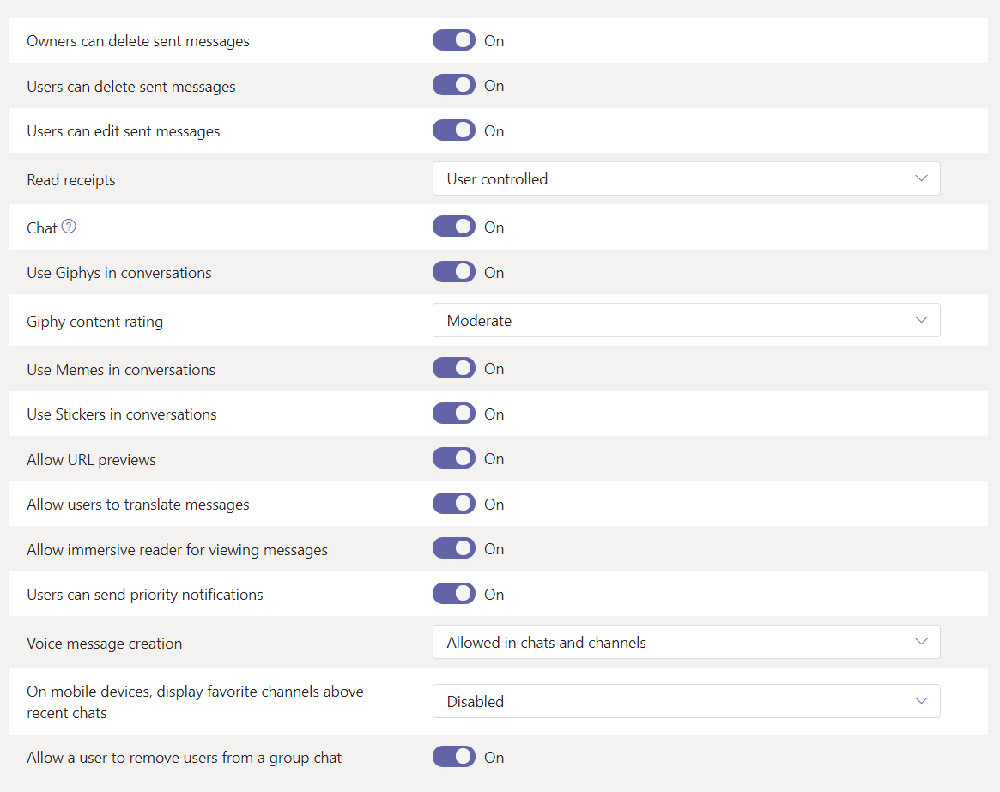 Owners can delete sent messages On
Users can delete sent messages On
Users can edit sent messages On
Read receipts User controlled
Chat ? On
Use Giphys in conversations On
Giphy content rating Moderate
Use Memes in conversations On
Use Stickers in conversations On
Allow URL previews On
Allow users to translate messages On
Allow immersive reader for viewing messages On
Users can send priority notifications On
Voice message creation Allowed in chats and channels
On mobile devices, display favorite channels above
recent chats
Disabled
Allow a user to remove users from a group chat On